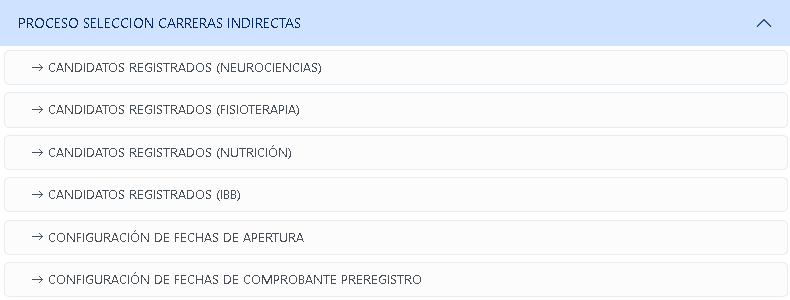 PROCESO SELECCION CARRERAS INDIRECTAS
→ CANDIDATOS REGISTRADOS (NEUROCIENCIAS)
→ CANDIDATOS REGISTRADOS (FISIOTERAPIA)
→ CANDIDATOS REGISTRADOS (NUTRICIÓN)
→ CANDIDATOS REGISTRADOS (IBB)
→ CONFIGURACIÓN DE FECHAS DE APERTURA
→ CONFIGURACIÓN DE FECHAS DE COMPROBANTE PREREGISTRO